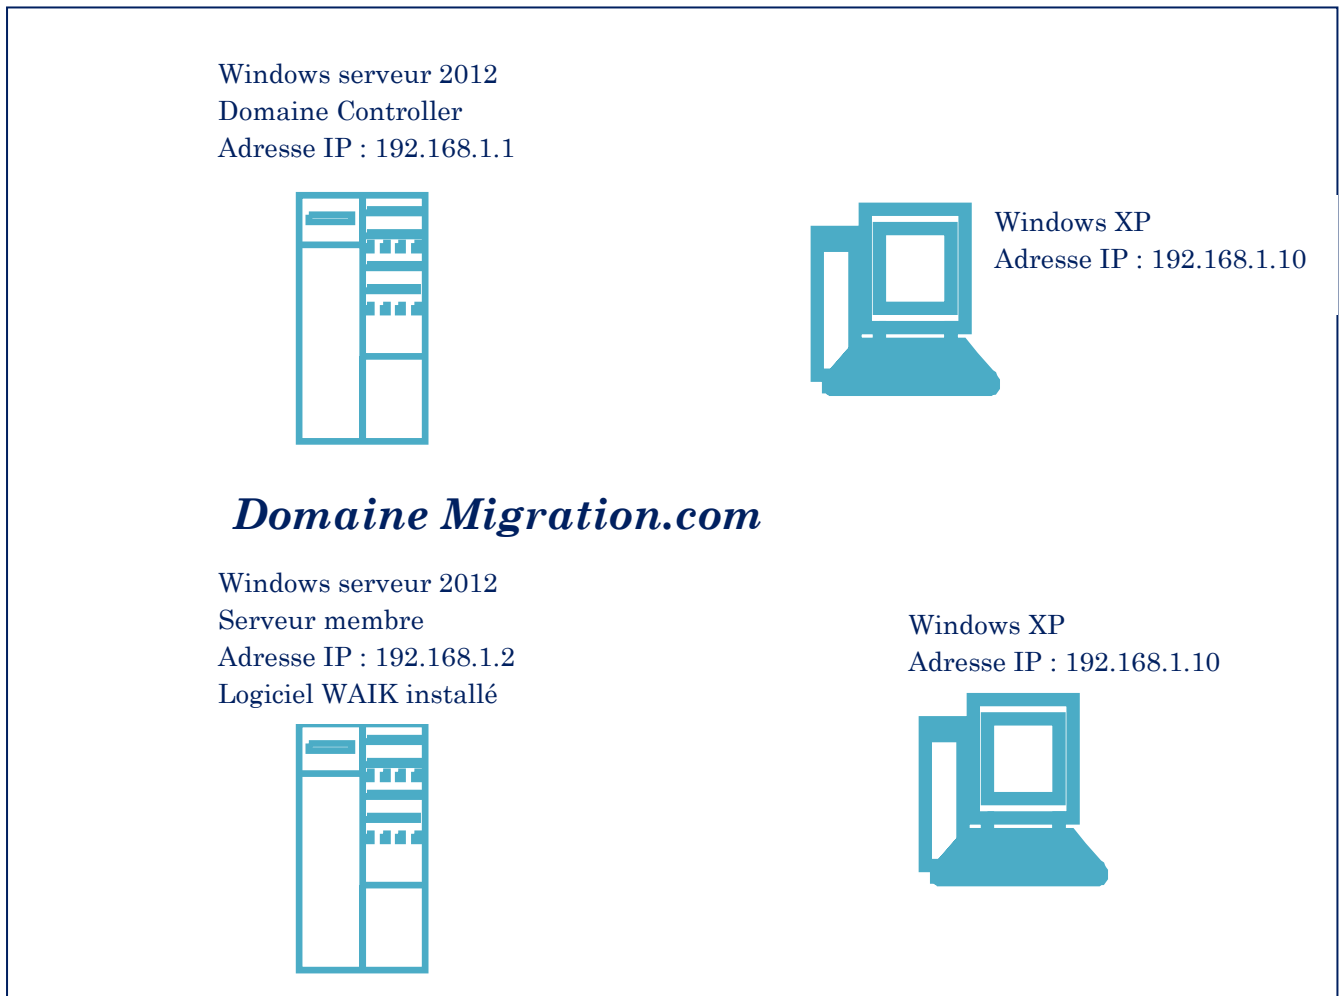 Windows serveur 2012
Domaine Controller
Adresse IP : 192.168.1.1
Windows XP
Adresse IP : 192.168.1.10
Domaine Migration.com
Windows serveur 2012
Serveur membre
Adresse IP : 192.168.1.2
Logiciel WAIK installé
Windows XP
Adresse IP : 192.168.1.10